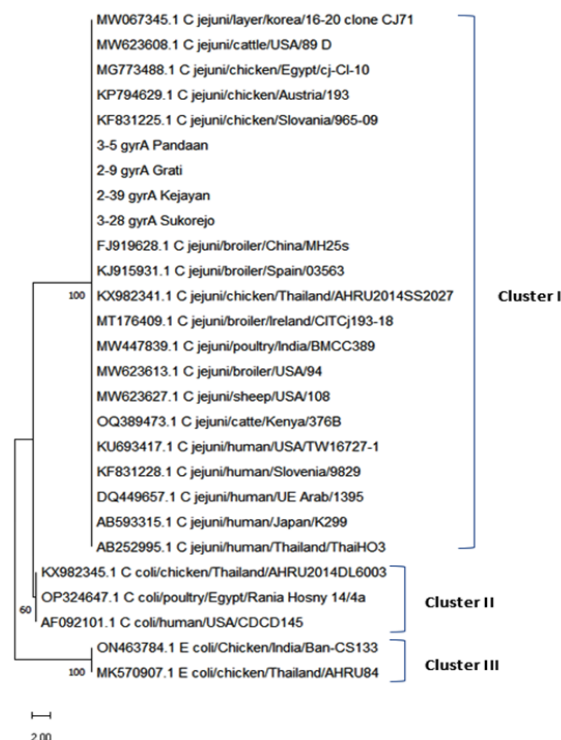 MW067345.1 C jejuni/layer/korea/16-20 clone CJ71
MW623608.1 C jejuni/cattle/USA/89 D
MG773488.1 C jejuni/chicken/Egypt/cj-CI-10
KP794629.1 C jejuni/chicken/Austria/193
KF831225.1 C jejuni/chicken/Slovania/965-09
3-5 gyrA Pandaan
2-9 gyrA Grati
2-39 gyrA Kejayan
3-28 gyrA Sukorejo
FJ919628.1 C jejuni/broiler/China/MH25s
KJ915931.1 C jejuni/broiler/Spain/03563
100
KX982341.1 C jejuni/chicken/Thailand/AHRU2014SS2027
Cluster I
MT176409.1 C jejuni/broiler/Ireland/CITCj193-18
MW447839.1 C jejuni/poultry/India/BMCC389
MW623613.1 C jejuni/broiler/USA/94
MW623627.1 C jejuni/sheep/USA/108
OQ389473.1 C jejuni/catte/Kenya/376B
KU693417.1 C jejuni/human/USA/TW16727-1
KF831228.1 C jejuni/human/Slovenia/9829
DQ449657.1 C jejuni/human/UE Arab/1395
AB593315.1 C jejuni/human/Japan/K299
AB252995.1 C jejuni/human/Thailand/ThaiHO3
KX982345.1 C coli/chicken/Thailand/AHRU2014DL6003
OP324647.1 C coli/poultry/Egypt/Rania Hosny 14/4a
Cluster II
60
AF092101.1 C coli/human/USA/CDCD145
ON463784.1 E coli/Chicken/India/Ban-CS133
Cluster III
100
MK570907.1 E coli/chicken/Thailand/AHRU84
2.00